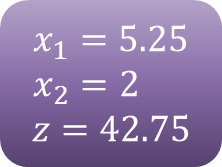 x₁ = 5.25
x₂ = 2
z = 42.75